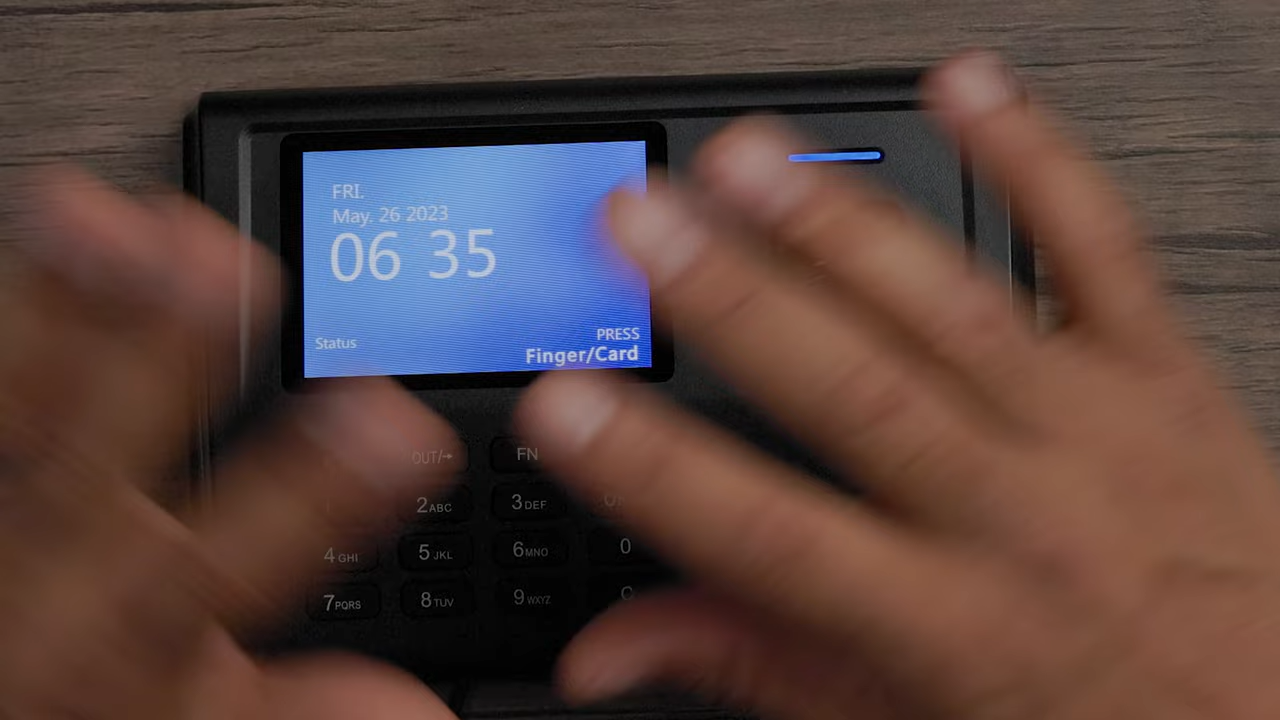 FRI.
May. 26 2023
06 35
Status
PRESS
Finger/Card
OUT/→ FN
2ABC 3DEF
4GHI 5JKL 6MNO 0
7PQRS 8TUV 9WXYZ